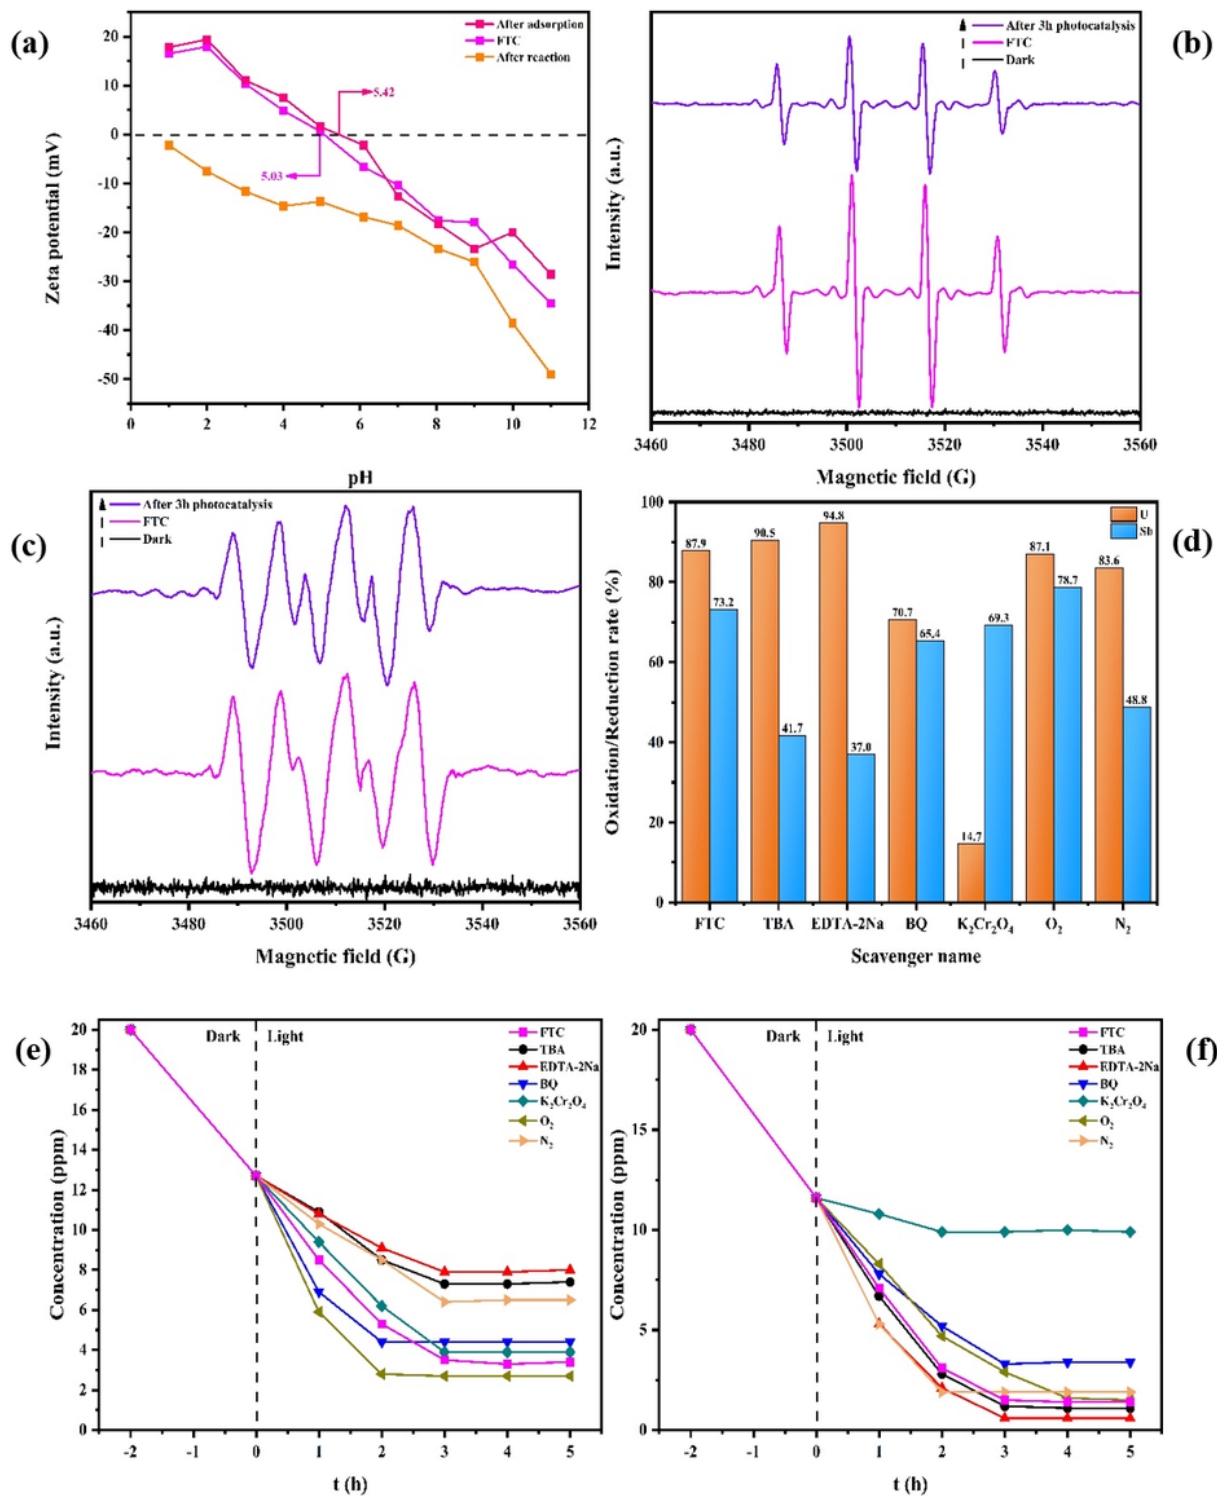 (a)
After adsorption
FTC
After reaction
20
10
0
-10
-20
-30
-40
-50
5.42
5.03
Zeta potential (mV)
0 2 4 6 8 10 12
pH
(b)
After 3h photocatalysis
FTC
Dark
Intensity (a.u.)
3460 3480 3500 3520 3540 3560
Magnetic field (G)
(c)
After 3h photocatalysis
FTC
Dark
Intensity (a.u.)
3460 3480 3500 3520 3540 3560
Magnetic field (G)
(d)
U
Sb
100
80
60
40
20
0
87.9 73.2 90.5 41.7 94.8 37.0 70.7 65.4 14.7 69.3 87.1 78.7 83.6 48.8
Oxidation/Reduction rate (%)
FTC TBA EDTA-2Na BQ K₂Cr₂O₄ O₂ N₂
Scavenger name
(e)
Dark Light
FTC
TBA
EDTA-2Na
BQ
K₂Cr₂O₄
O₂
N₂
20
18
16
14
12
10
8
6
4
2
0
Concentration (ppm)
-2 -1 0 1 2 3 4 5
t (h)
(f)
Dark Light
FTC
TBA
EDTA-2Na
BQ
K₂Cr₂O₄
O₂
N₂
20
15
10
5
0
Concentration (ppm)
-2 -1 0 1 2 3 4 5
t (h)